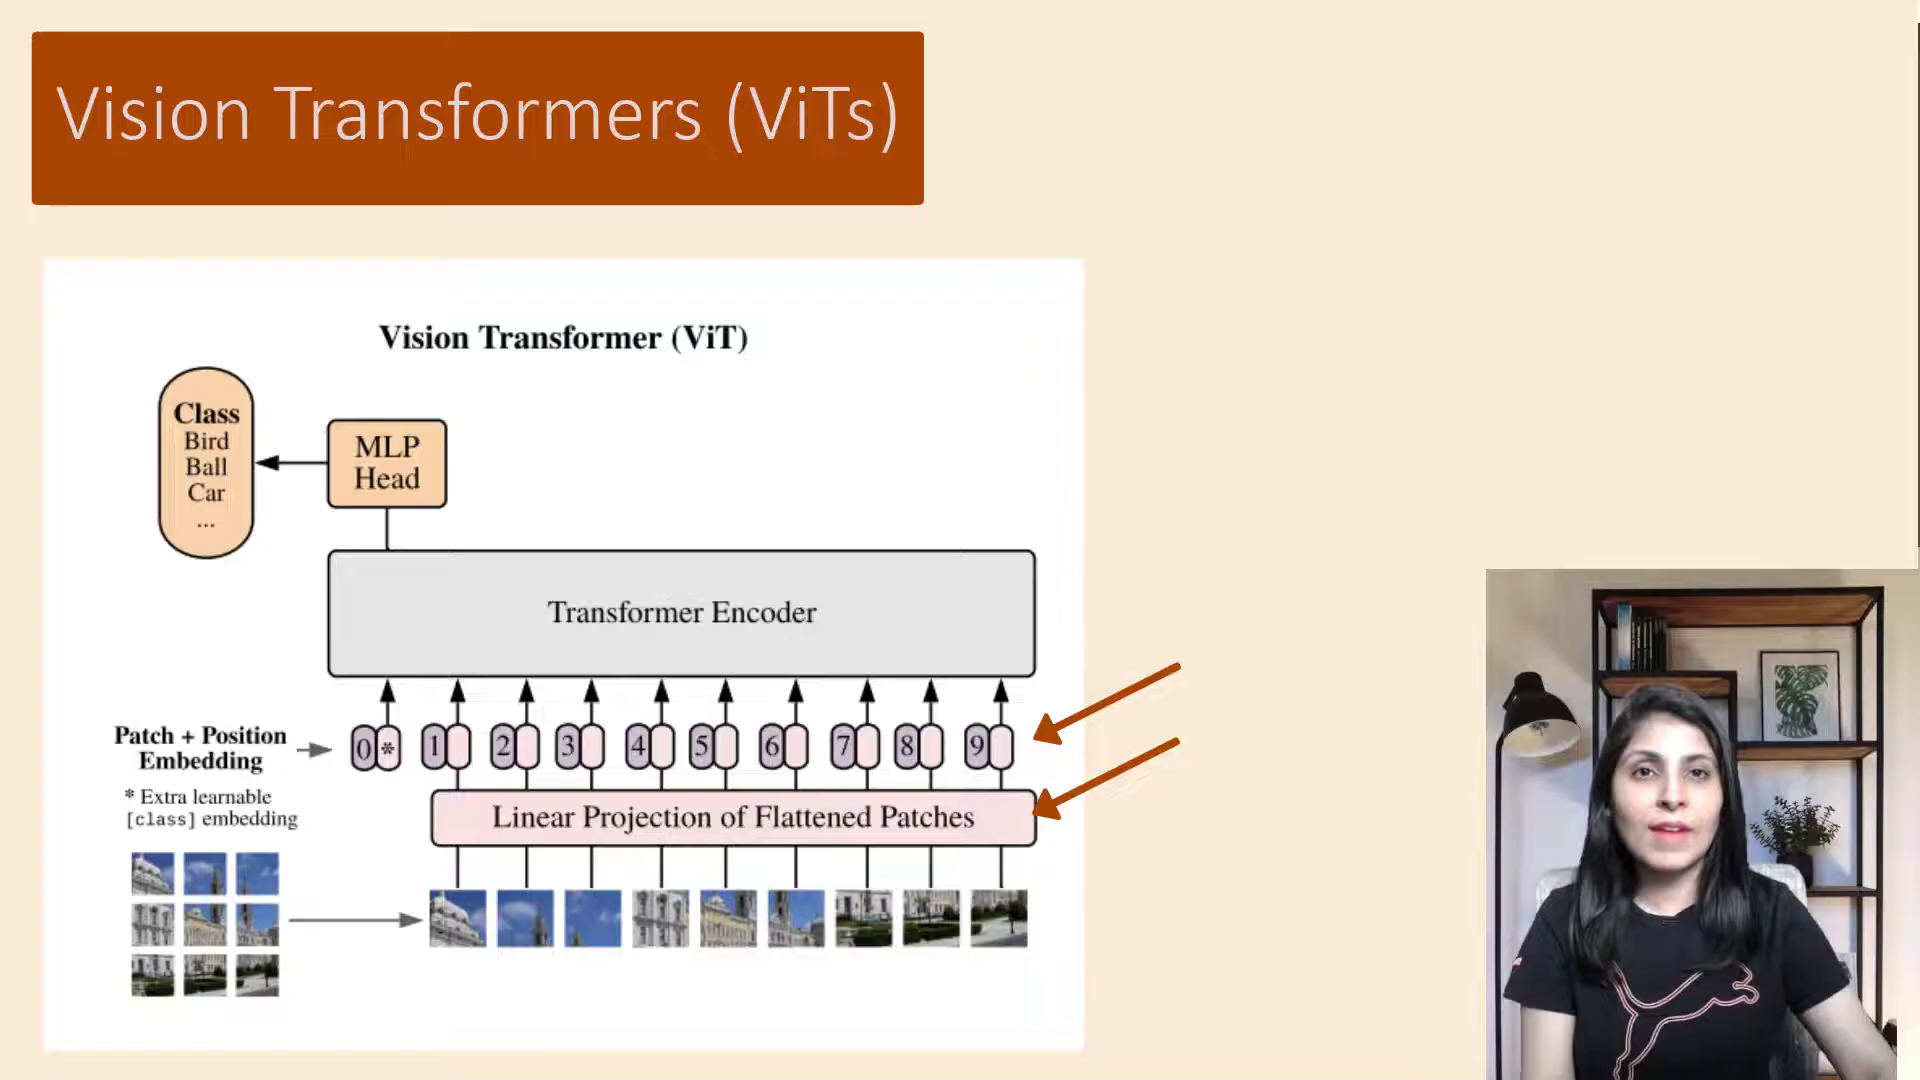 Vision Transformers (ViTs)
Vision Transformer (ViT)
Class
Bird
Ball
Car
...
MLP
Head
Transformer Encoder
Patch + Position
Embedding
* Extra learnable
[class] embedding
0 * 1 2 3 4 5 6 7 8 9
Linear Projection of Flattened Patches